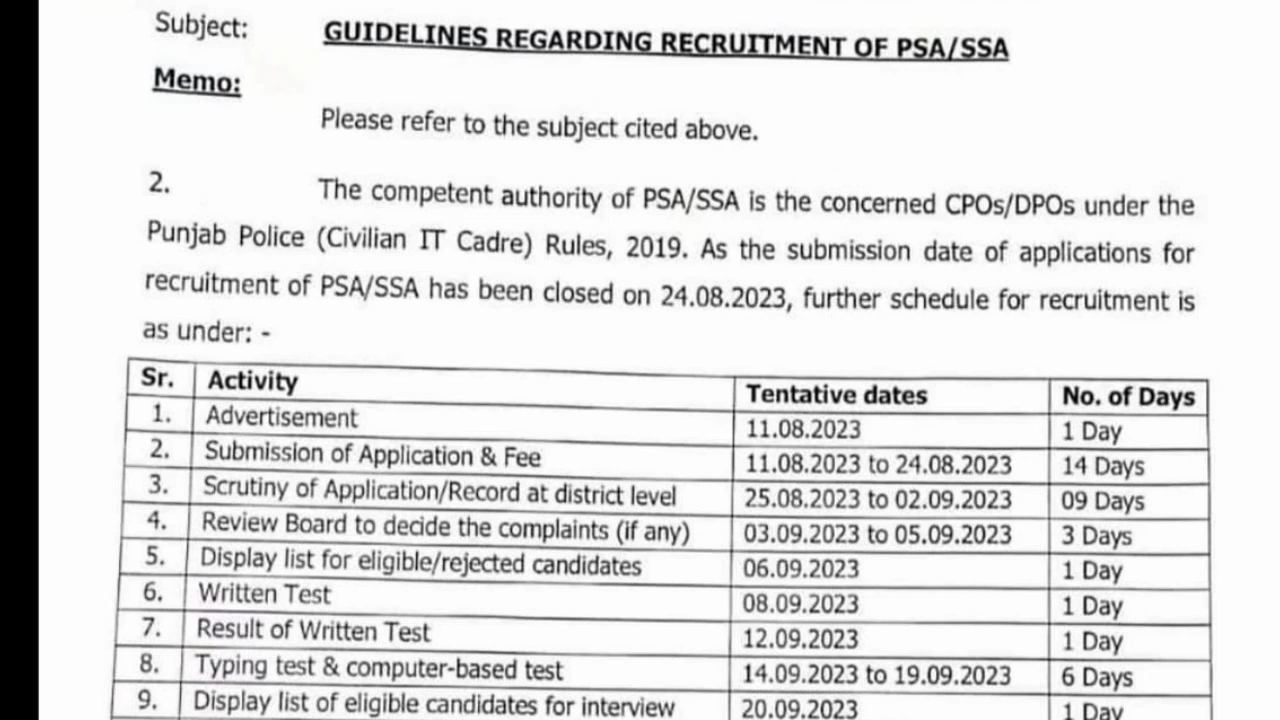 Subject: GUIDELINES REGARDING RECRUITMENT OF PSA/SSA
Memo:
Please refer to the subject cited above.
2. The competent authority of PSA/SSA is the concerned CPOs/DPOs under the
Punjab Police (Civilian IT Cadre) Rules, 2019. As the submission date of applications for
recruitment of PSA/SSA has been closed on 24.08.2023, further schedule for recruitment is
as under: -
Sr. Activity Tentative dates No. of Days
1. Advertisement 11.08.2023 1 Day
2. Submission of Application & Fee 11.08.2023 to 24.08.2023 14 Days
3. Scrutiny of Application/Record at district level 25.08.2023 to 02.09.2023 09 Days
4. Review Board to decide the complaints (if any) 03.09.2023 to 05.09.2023 3 Days
5. Display list for eligible/rejected candidates 06.09.2023 1 Day
6. Written Test 08.09.2023 1 Day
7. Result of Written Test 12.09.2023 1 Day
8. Typing test & computer-based test 14.09.2023 to 19.09.2023 6 Days
9. Display list of eligible candidates for interview 20.09.2023 1 Day